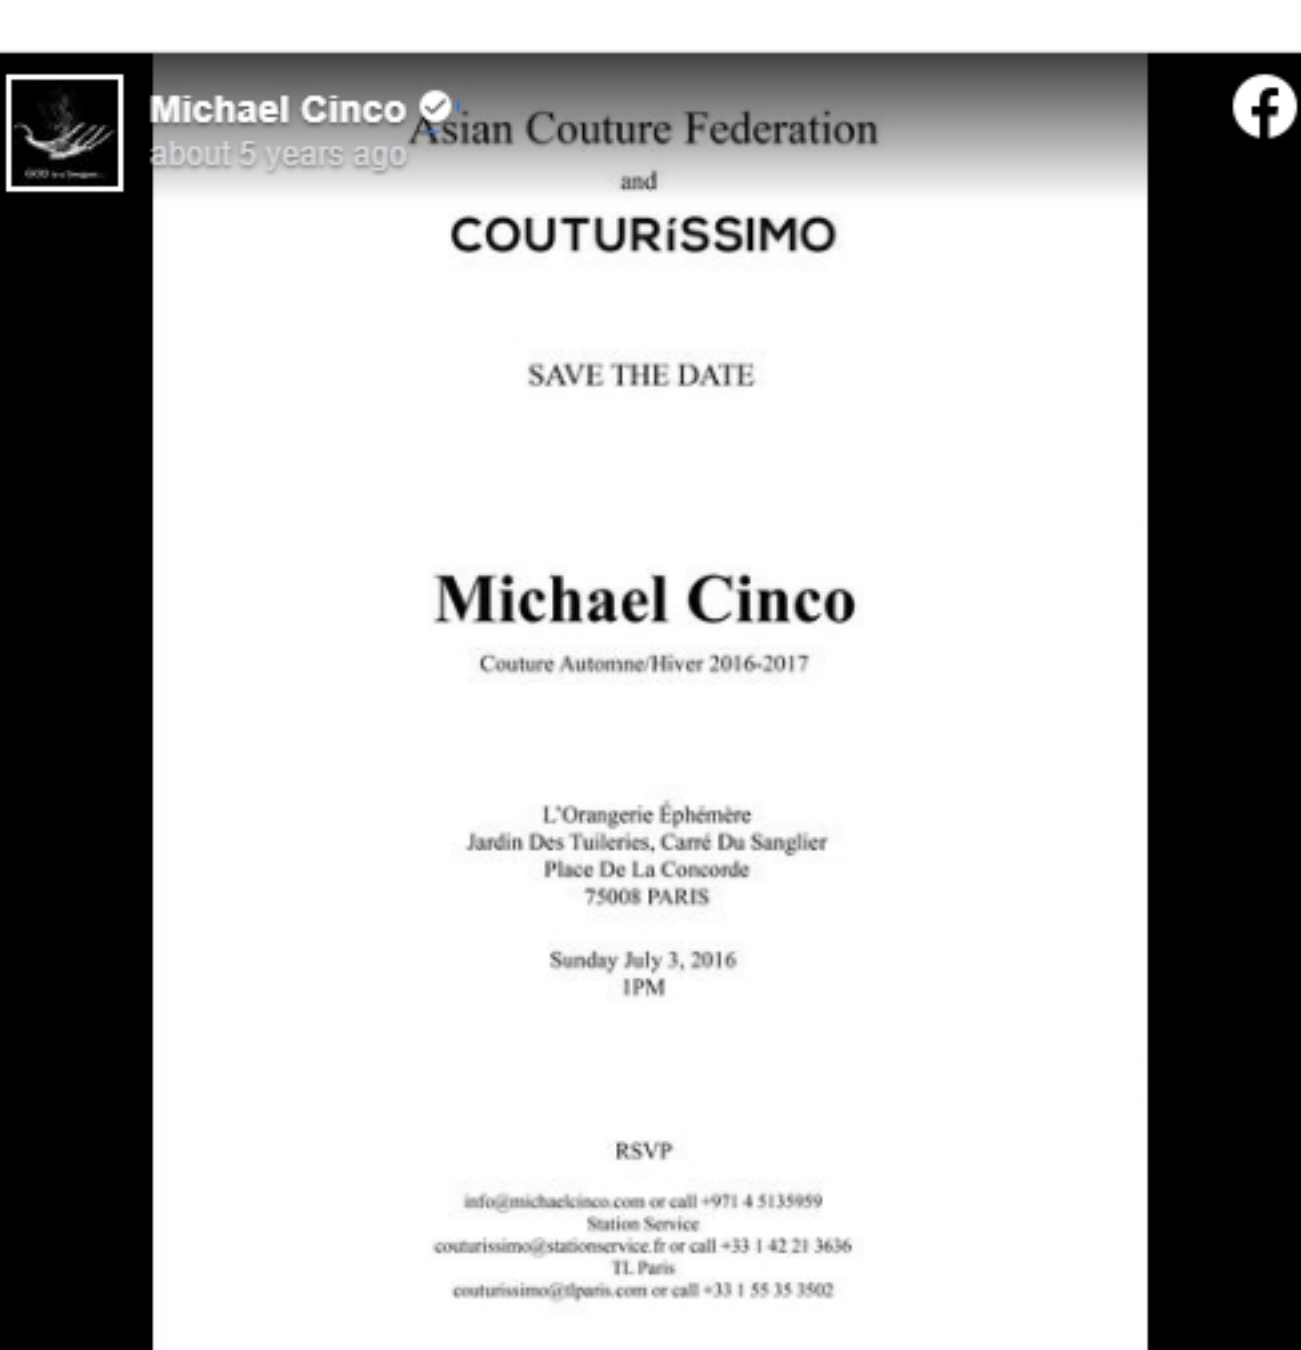 Michael Cinco
about 5 years ago
Asian Couture Federation
and
COUTURíSSIMO
SAVE THE DATE
Michael Cinco
Couture Automne/Hiver 2016-2017
L'Orangerie Éphémère
Jardin Des Tuileries, Carré Du Sanglier
Place De La Concorde
75008 PARIS
Sunday July 3, 2016
1PM
RSVP
info@michaelcinco.com or call +971 4 5135959
Station Service
couturissimo@stationservice.fr or call +33 1 42 21 3636
TL Paris
couturissimo@tlparis.com or call +33 1 55 35 3502